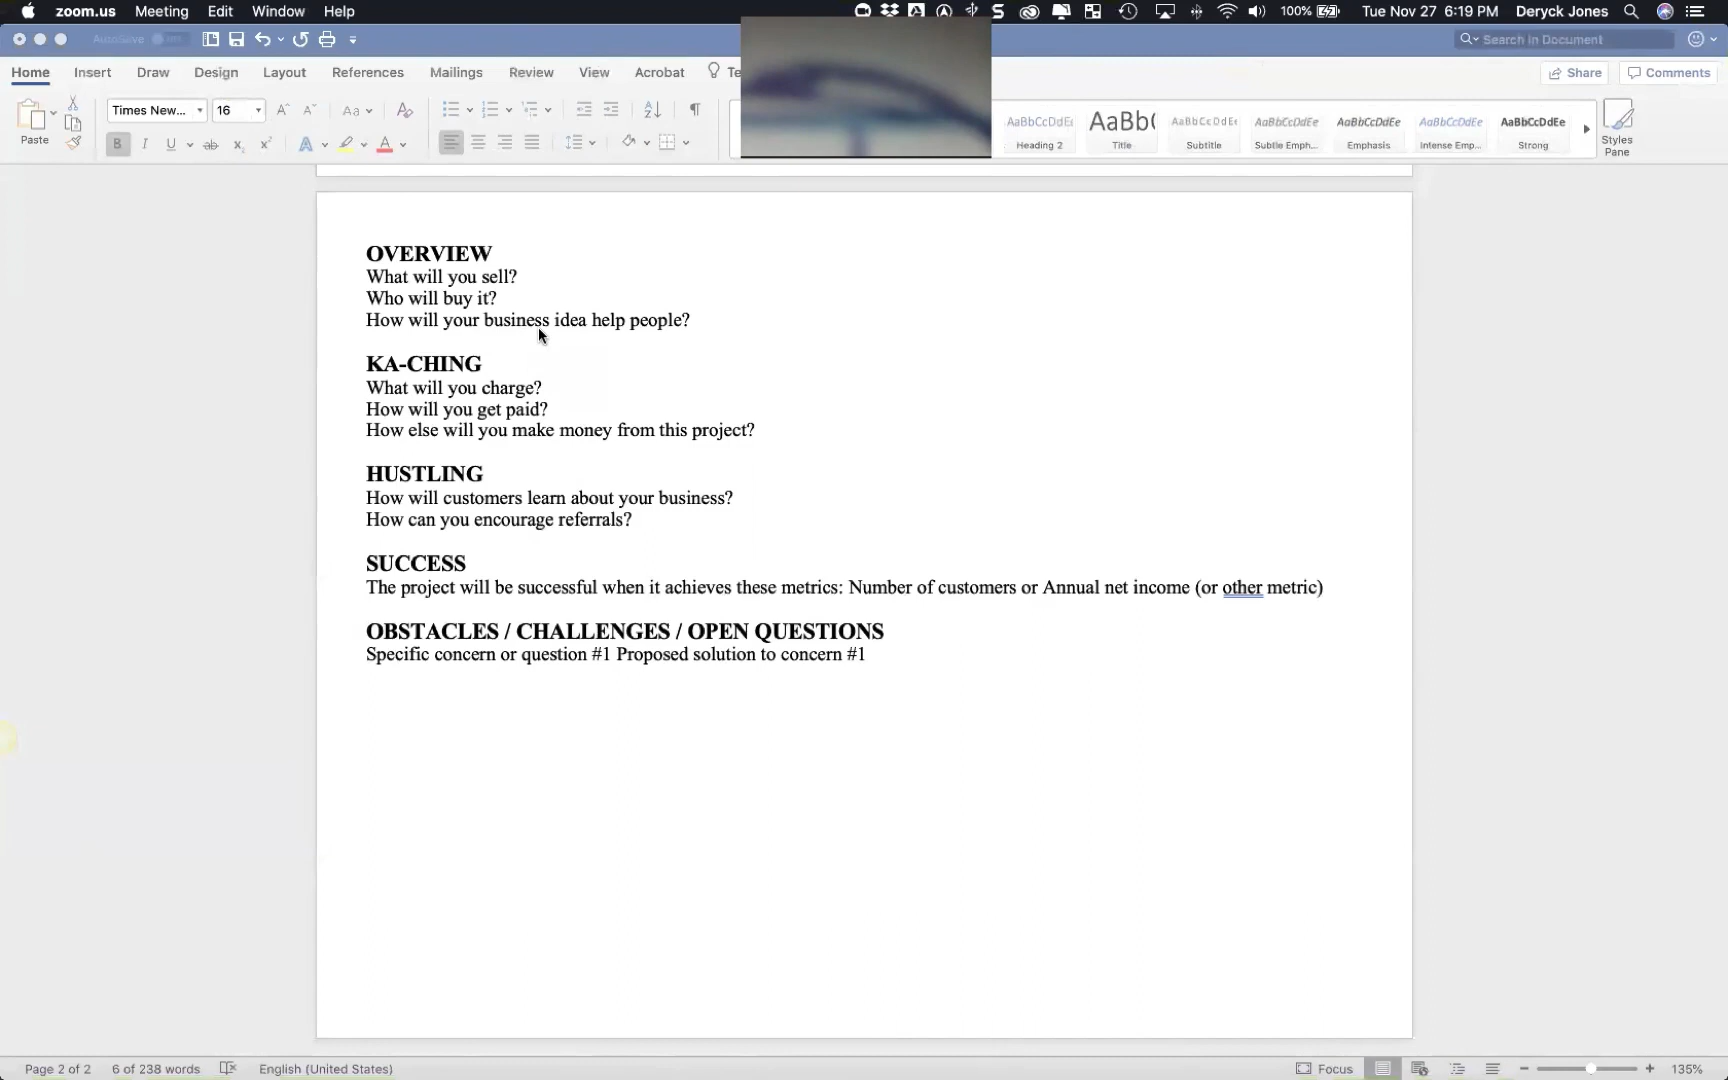 zoom.us Meeting Edit Window Help
100% Tue Nov 27 6:19 PM Deryck Jones
AutoSave
Search in Document
Home Insert Draw Design Layout References Mailings Review View Acrobat Te
Share Comments
Paste
Times New... 16
AaBbCcDdEe AaBb( AaBbCcDdEe AaBbCcDdEe AaBbCcDdEe AaBbCcDdEe AaBbCcDdEe
Heading 2 Title Subtitle Subtle Emph... Emphasis Intense Emp... Strong
Styles
Pane
OVERVIEW
What will you sell?
Who will buy it?
How will your business idea help people?
KA-CHING
What will you charge?
How will you get paid?
How else will you make money from this project?
HUSTLING
How will customers learn about your business?
How can you encourage referrals?
SUCCESS
The project will be successful when it achieves these metrics: Number of customers or Annual net income (or other metric)
OBSTACLES / CHALLENGES / OPEN QUESTIONS
Specific concern or question #1 Proposed solution to concern #1
Page 2 of 2 6 of 238 words English (United States)
Focus 135%